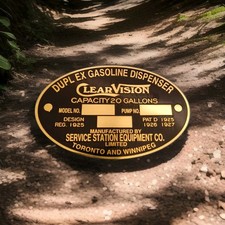 DUPLEX GASOLINE DISPENSER
CLEARVISION
CAPACITY 20 GALLONS
MODEL NO. PUMP NO.
DESIGN PAT'D 1925
REG. 1925 1926 1927
MANUFACTURED BY
SERVICE STATION EQUIPMENT CO.
LIMITED
TORONTO AND WINNIPEG